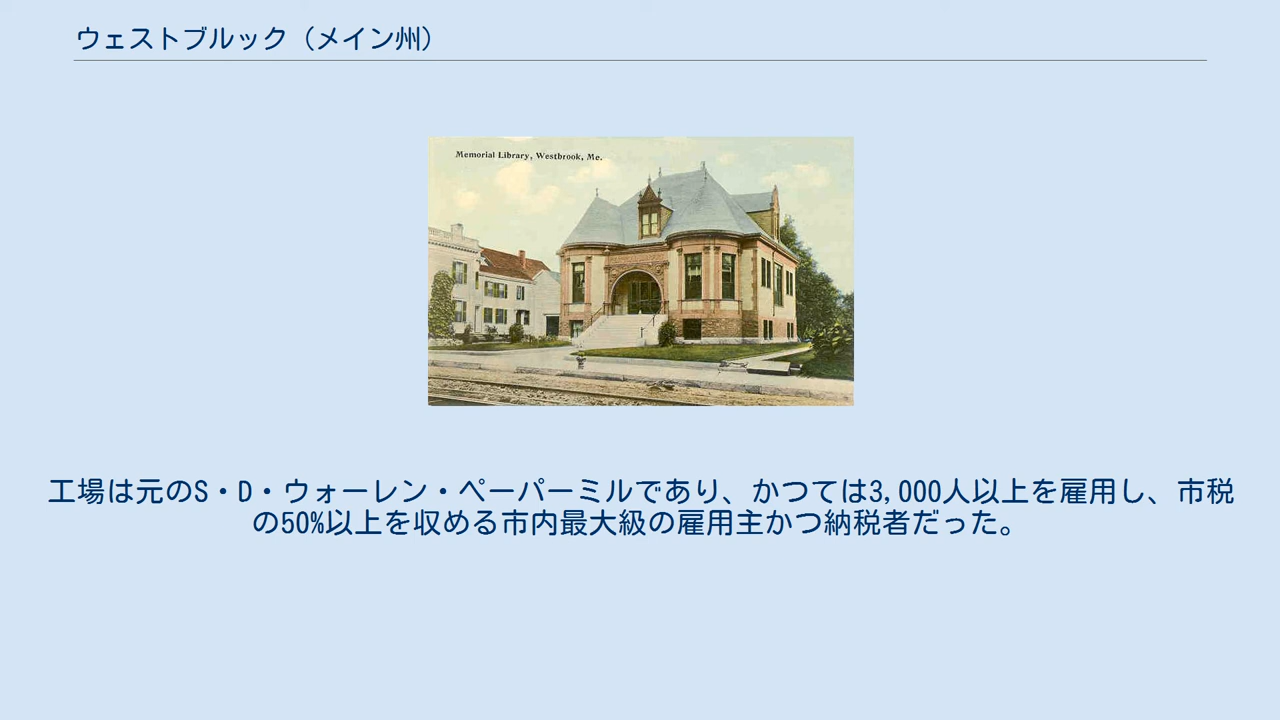 ウェストブルック（メイン州）
Memorial Library, Westbrook, Me.
工場は元のS・D・ウォーレン・ペーパーミルであり、かつては3,000人以上を雇用し、市税
の50%以上を収める市内最大級の雇用主かつ納税者だった。